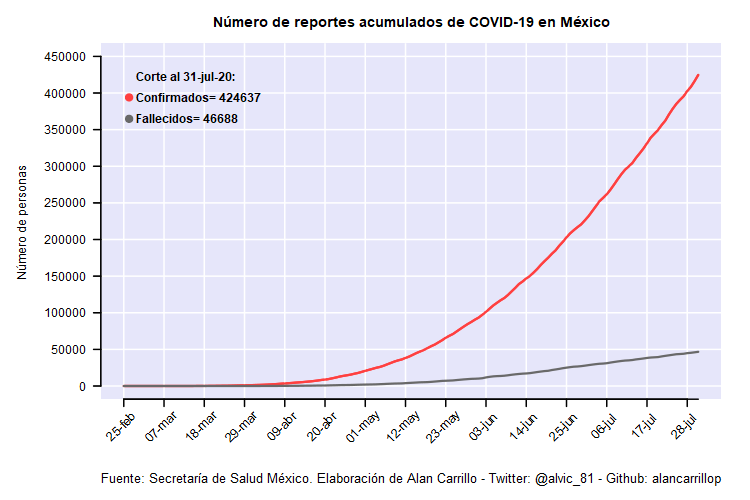 Número de reportes acumulados de COVID-19 en México
Número de personas
450000
400000
350000
300000
250000
200000
150000
100000
50000
0
Corte al 31-jul-20:
Confirmados= 424637
Fallecidos= 46688
25-feb
07-mar
18-mar
29-mar
09-abr
20-abr
01-may
12-may
23-may
03-jun
14-jun
25-jun
06-jul
17-jul
28-jul
Fuente: Secretaría de Salud México. Elaboración de Alan Carrillo - Twitter: @alvic_81 - Github: alancarrillop